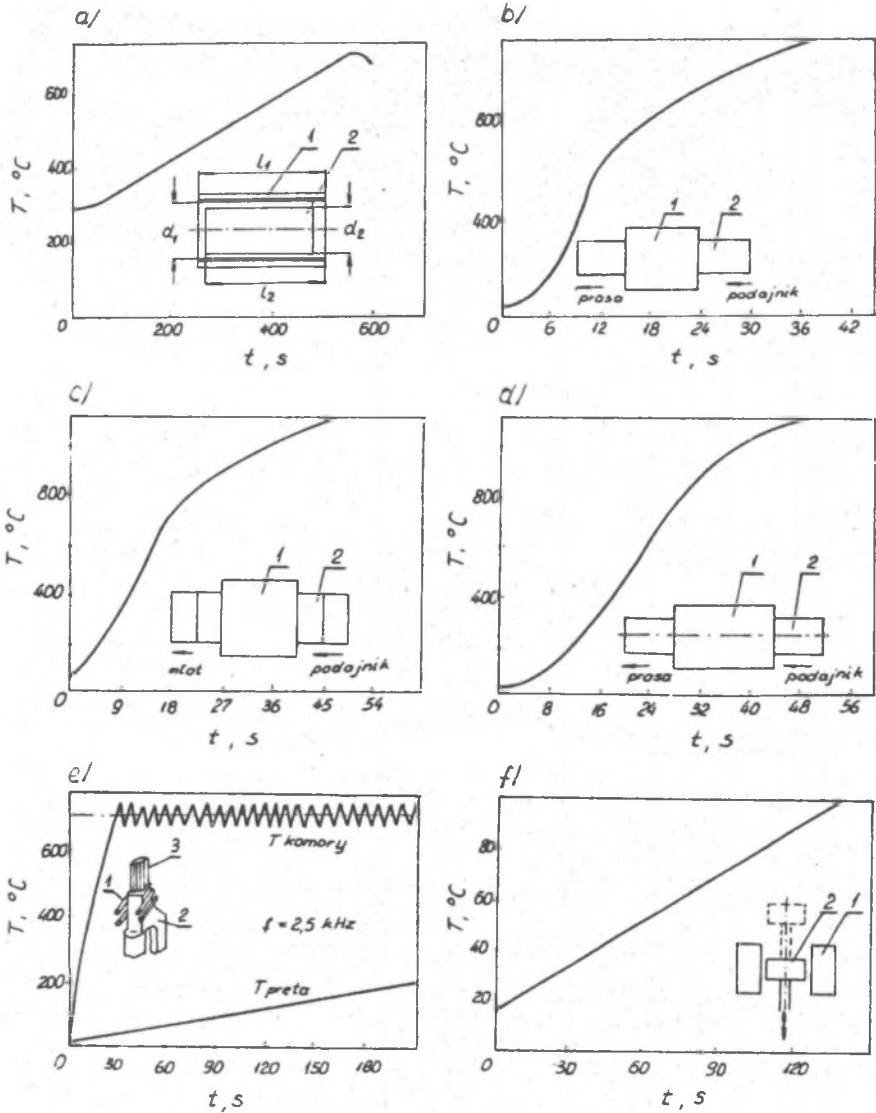 a/
T, °C
600
400
200
0
200
400
600
t, s
l₁
1
2
d₁
d₂
l₂
b/
T, °C
800
400
0
6
12
18
24
30
36
42
t, s
1
2
prasa
podajnik
c/
T, °C
800
400
0
9
18
27
36
45
54
t, s
1
2
młot
podajnik
d/
T, °C
800
400
0
8
16
24
32
40
48
56
t, s
1
2
prasa
podajnik
e/
T, °C
600
400
200
0
30
60
90
120
150
180
t, s
T komory
3
1
2
f = 2,5 kHz
T pręta
f/
T, °C
80
60
40
20
0
30
60
90
120
t, s
2
1